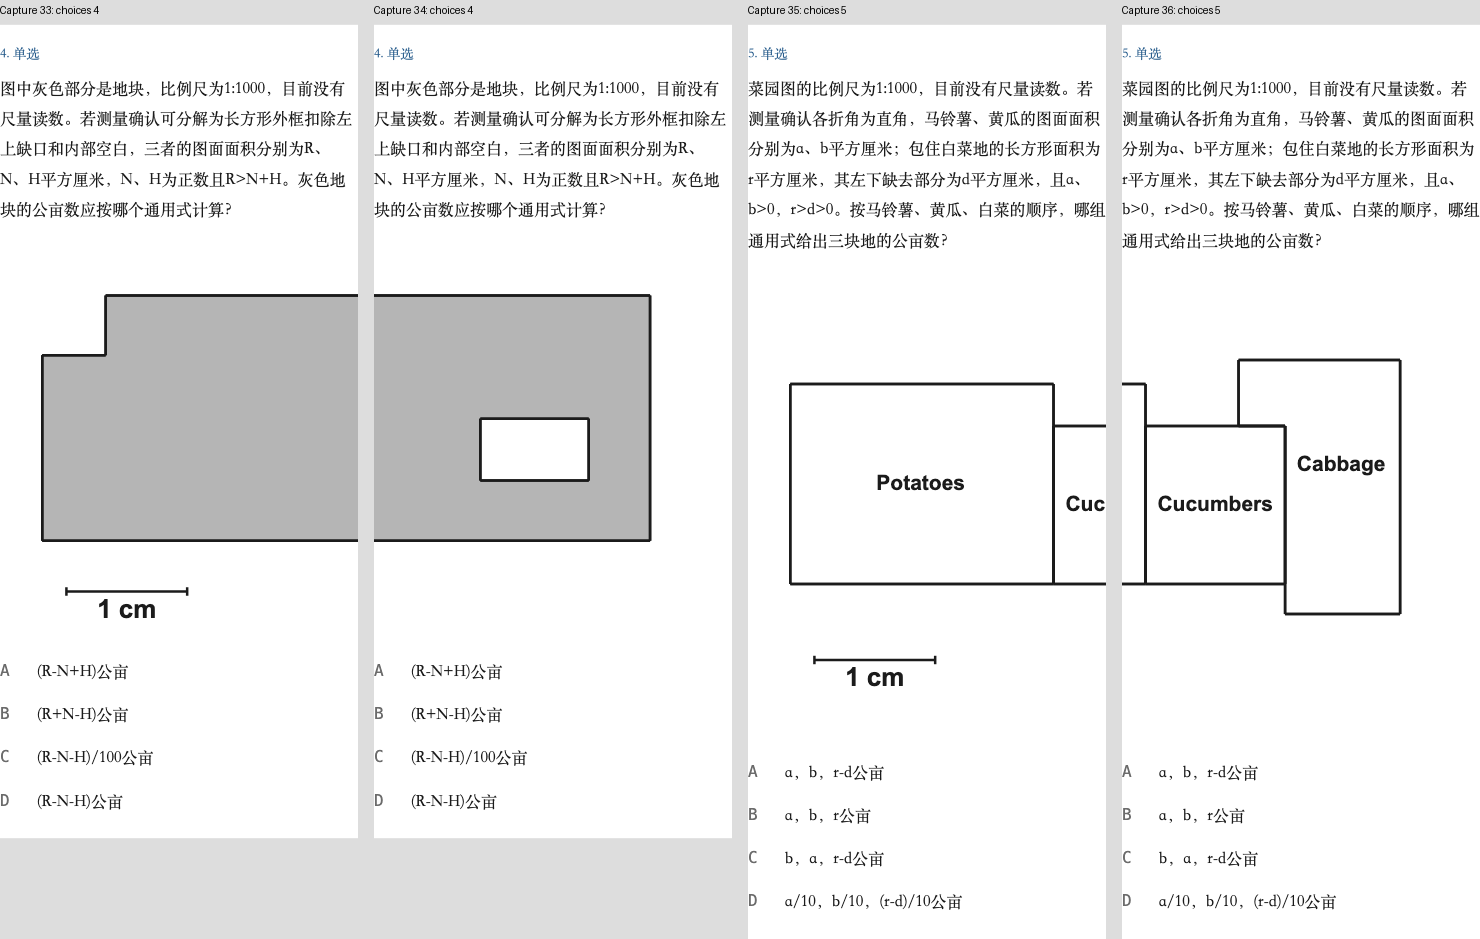 Capture 33: choices 4
4. 单选
图中灰色部分是地块，比例尺为1:1000，目前没有
尺量读数。若测量确认可分解为长方形外框扣除左
上缺口和内部空白，三者的图面面积分别为R、
N、H平方厘米，N、H为正数且R>N+H。灰色地
块的公亩数应按哪个通用式计算?
1 cm
A (R-N+H)公亩
B (R+N-H)公亩
C (R-N-H)/100公亩
D (R-N-H)公亩
Capture 34: choices 4
4. 单选
图中灰色部分是地块，比例尺为1:1000，目前没有
尺量读数。若测量确认可分解为长方形外框扣除左
上缺口和内部空白，三者的图面面积分别为R、
N、H平方厘米，N、H为正数且R>N+H。灰色地
块的公亩数应按哪个通用式计算?
A (R-N+H)公亩
B (R+N-H)公亩
C (R-N-H)/100公亩
D (R-N-H)公亩
Capture 35: choices 5
5. 单选
菜园图的比例尺为1:1000，目前没有尺量读数。若
测量确认各折角为直角，马铃薯、黄瓜的图面面积
分别为a、b平方厘米；包住白菜地的长方形面积为
r平方厘米，其左下缺去部分为d平方厘米，且a、
b>0，r>d>0。按马铃薯、黄瓜、白菜的顺序，哪组
通用式给出三块地的公亩数?
Potatoes
Cuc
1 cm
A a，b，r-d公亩
B a，b，r公亩
C b，a，r-d公亩
D a/10，b/10，(r-d)/10公亩
Capture 36: choices 5
5. 单选
菜园图的比例尺为1:1000，目前没有尺量读数。若
测量确认各折角为直角，马铃薯、黄瓜的图面面积
分别为a、b平方厘米；包住白菜地的长方形面积为
r平方厘米，其左下缺去部分为d平方厘米，且a、
b>0，r>d>0。按马铃薯、黄瓜、白菜的顺序，哪组
通用式给出三块地的公亩数?
Cabbage
Cucumbers
A a，b，r-d公亩
B a，b，r公亩
C b，a，r-d公亩
D a/10，b/10，(r-d)/10公亩